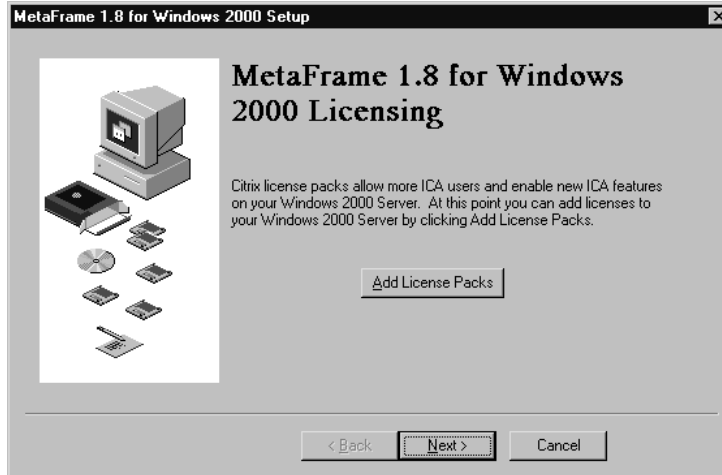 MetaFrame 1.8 for Windows 2000 Setup
MetaFrame 1.8 for Windows
2000 Licensing
Citrix license packs allow more ICA users and enable new ICA features
on your Windows 2000 Server. At this point you can add licenses to
your Windows 2000 Server by clicking Add License Packs.
Add License Packs
< Back
Next >
Cancel